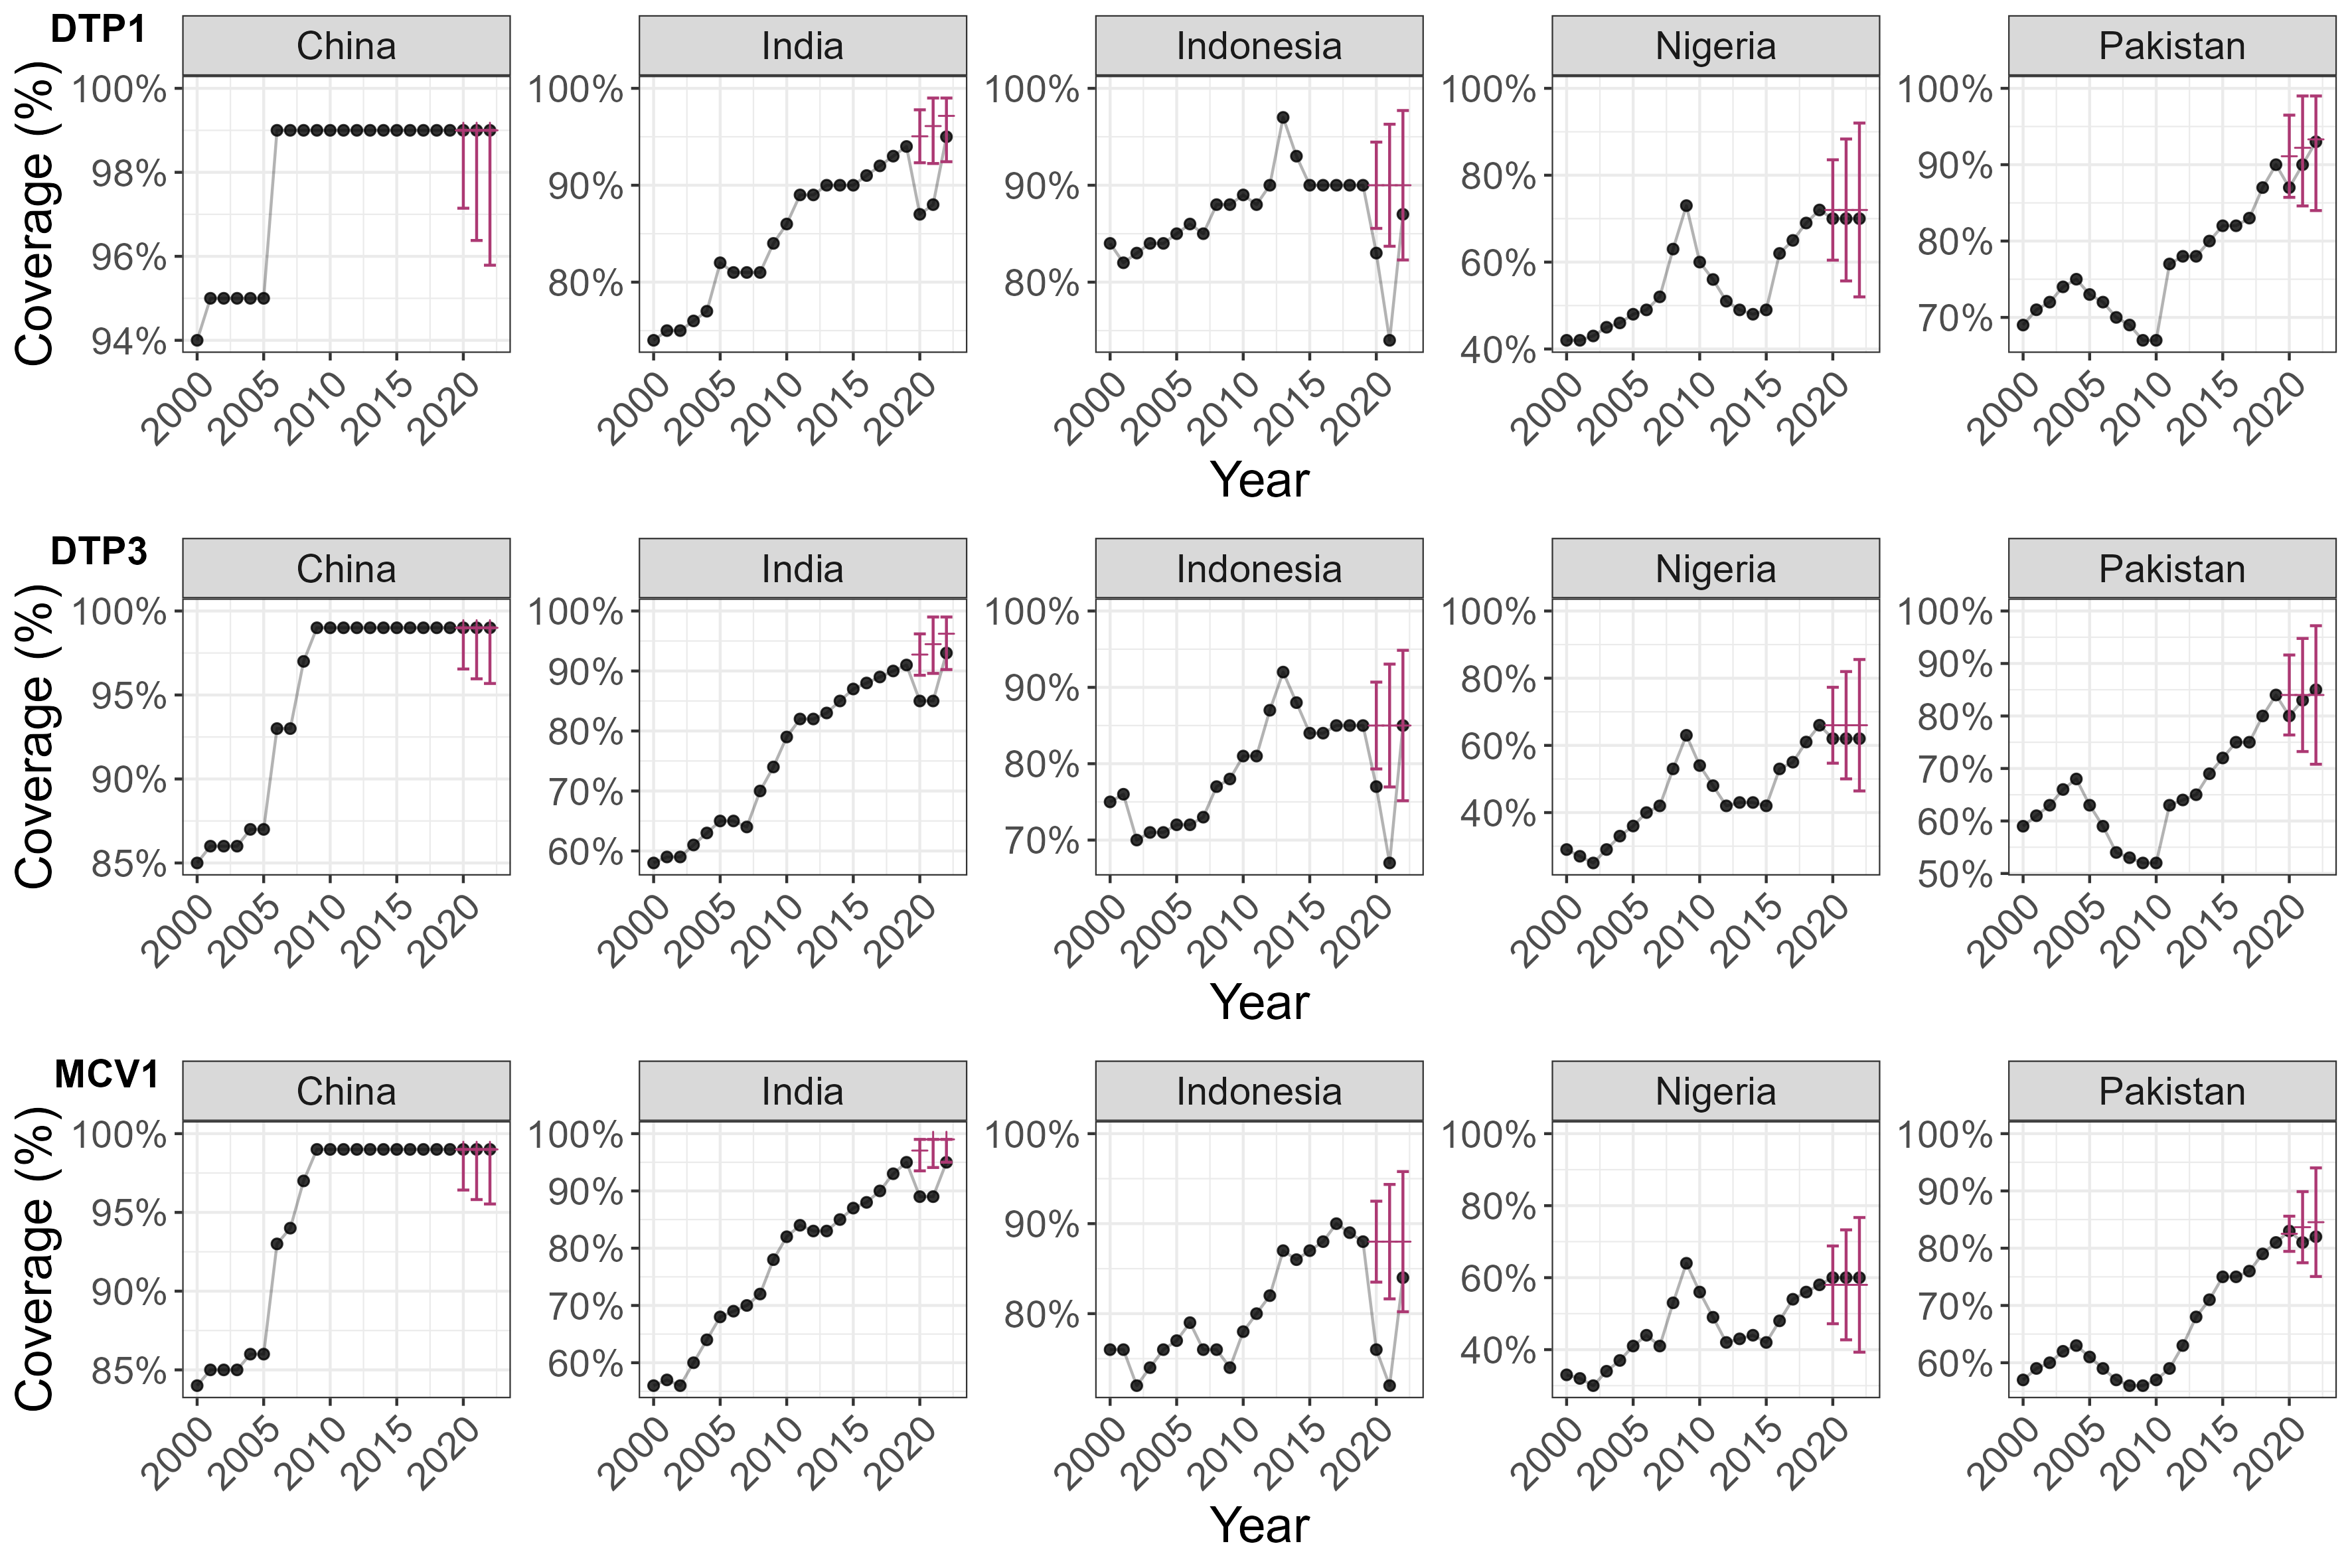 DTP1
China India Indonesia Nigeria Pakistan
Coverage (%)
100% 98% 96% 94%
2000 2005 2010 2015 2020
100% 90% 80%
2000 2005 2010 2015 2020
100% 90% 80%
2000 2005 2010 2015 2020
100% 80% 60% 40%
2000 2005 2010 2015 2020
100% 90% 80% 70%
2000 2005 2010 2015 2020
Year
DTP3
China India Indonesia Nigeria Pakistan
Coverage (%)
100% 95% 90% 85%
2000 2005 2010 2015 2020
100% 90% 80% 70% 60%
2000 2005 2010 2015 2020
100% 90% 80% 70%
2000 2005 2010 2015 2020
100% 80% 60% 40%
2000 2005 2010 2015 2020
100% 90% 80% 70% 60% 50%
2000 2005 2010 2015 2020
Year
MCV1
China India Indonesia Nigeria Pakistan
Coverage (%)
100% 95% 90% 85%
2000 2005 2010 2015 2020
100% 90% 80% 70% 60%
2000 2005 2010 2015 2020
100% 90% 80%
2000 2005 2010 2015 2020
100% 80% 60% 40%
2000 2005 2010 2015 2020
100% 90% 80% 70% 60%
2000 2005 2010 2015 2020
Year